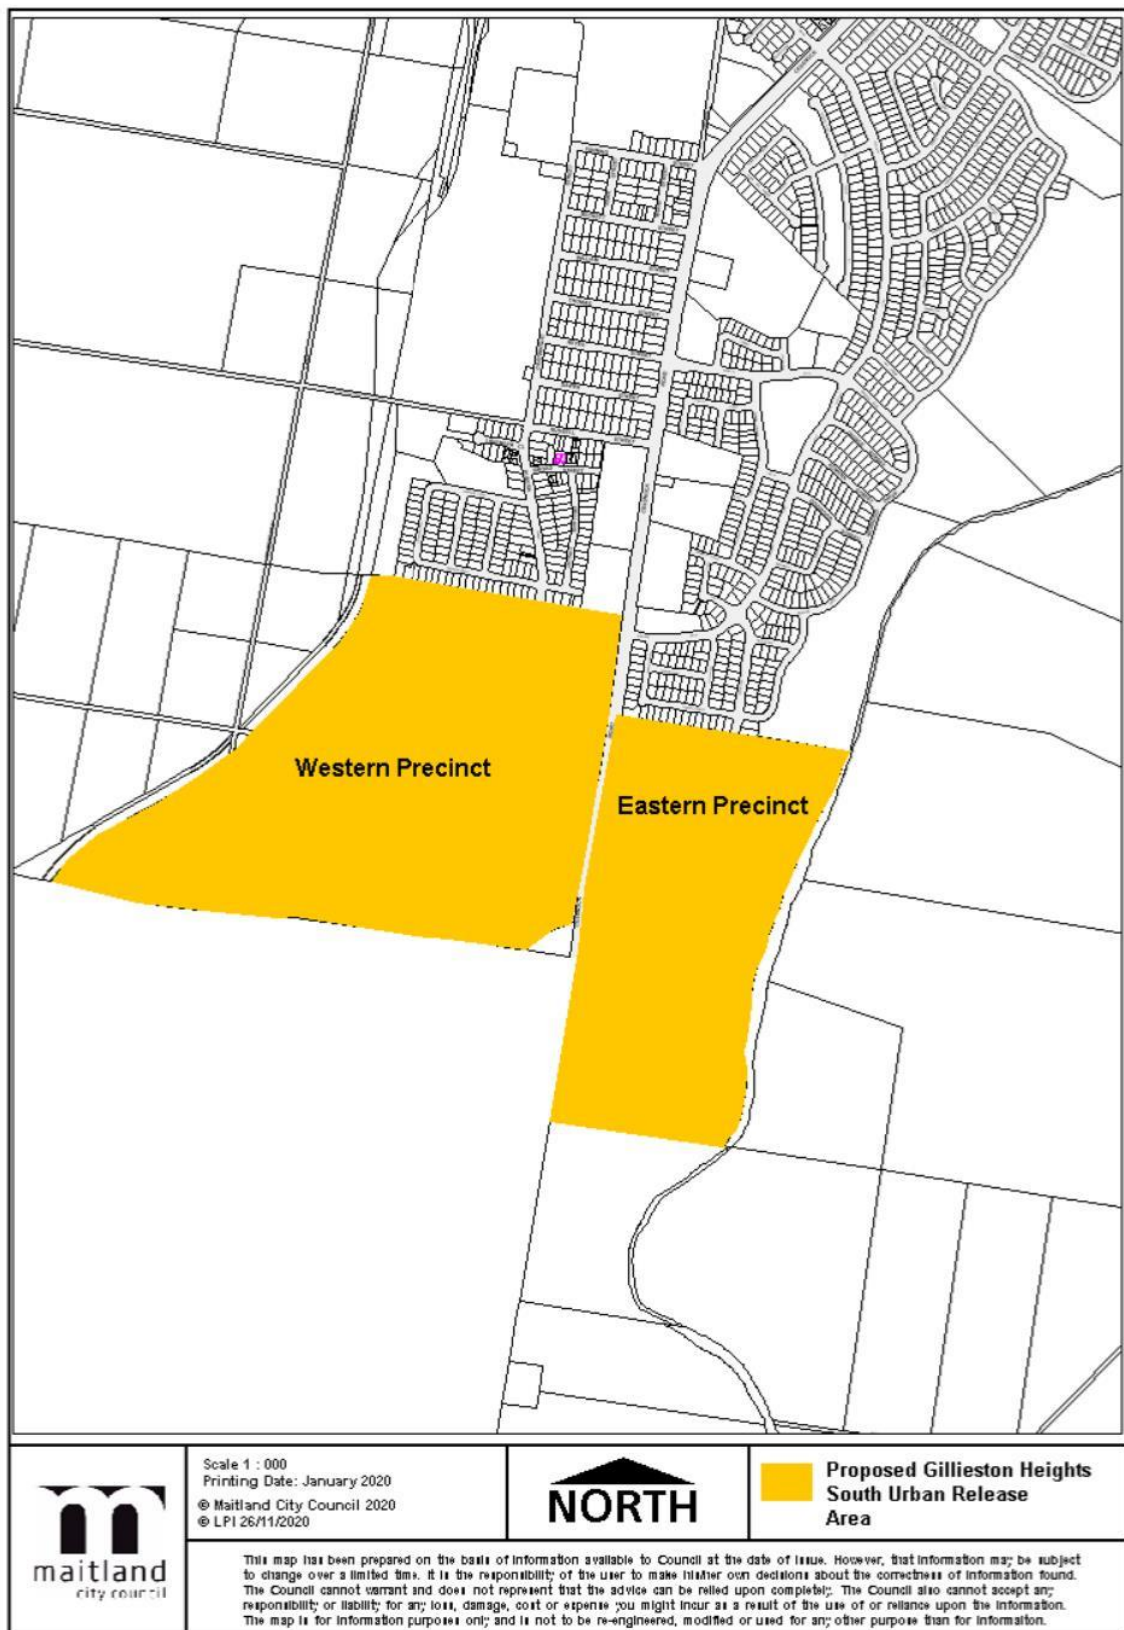 Western Precinct
Eastern Precinct
maitland
city council
Scale 1 : 000
Printing Date: January 2020
© Maitland City Council 2020
© LPI 26/11/2020
NORTH
Proposed Gillieston Heights
South Urban Release
Area
This map has been prepared on the basis of information available to Council at the date of issue. However, that information may be subject
to change over a limited time. It is the responsibility of the user to make his/her own decisions about the correctness of information found.
The Council cannot warrant and does not represent that the advice can be relied upon completely. The Council also cannot accept any
responsibility or liability for any loss, damage, cost or expense you might incur as a result of the use of or reliance upon the information.
The map is for information purposes only and is not to be re-engineered, modified or used for any other purpose than for informaiton.